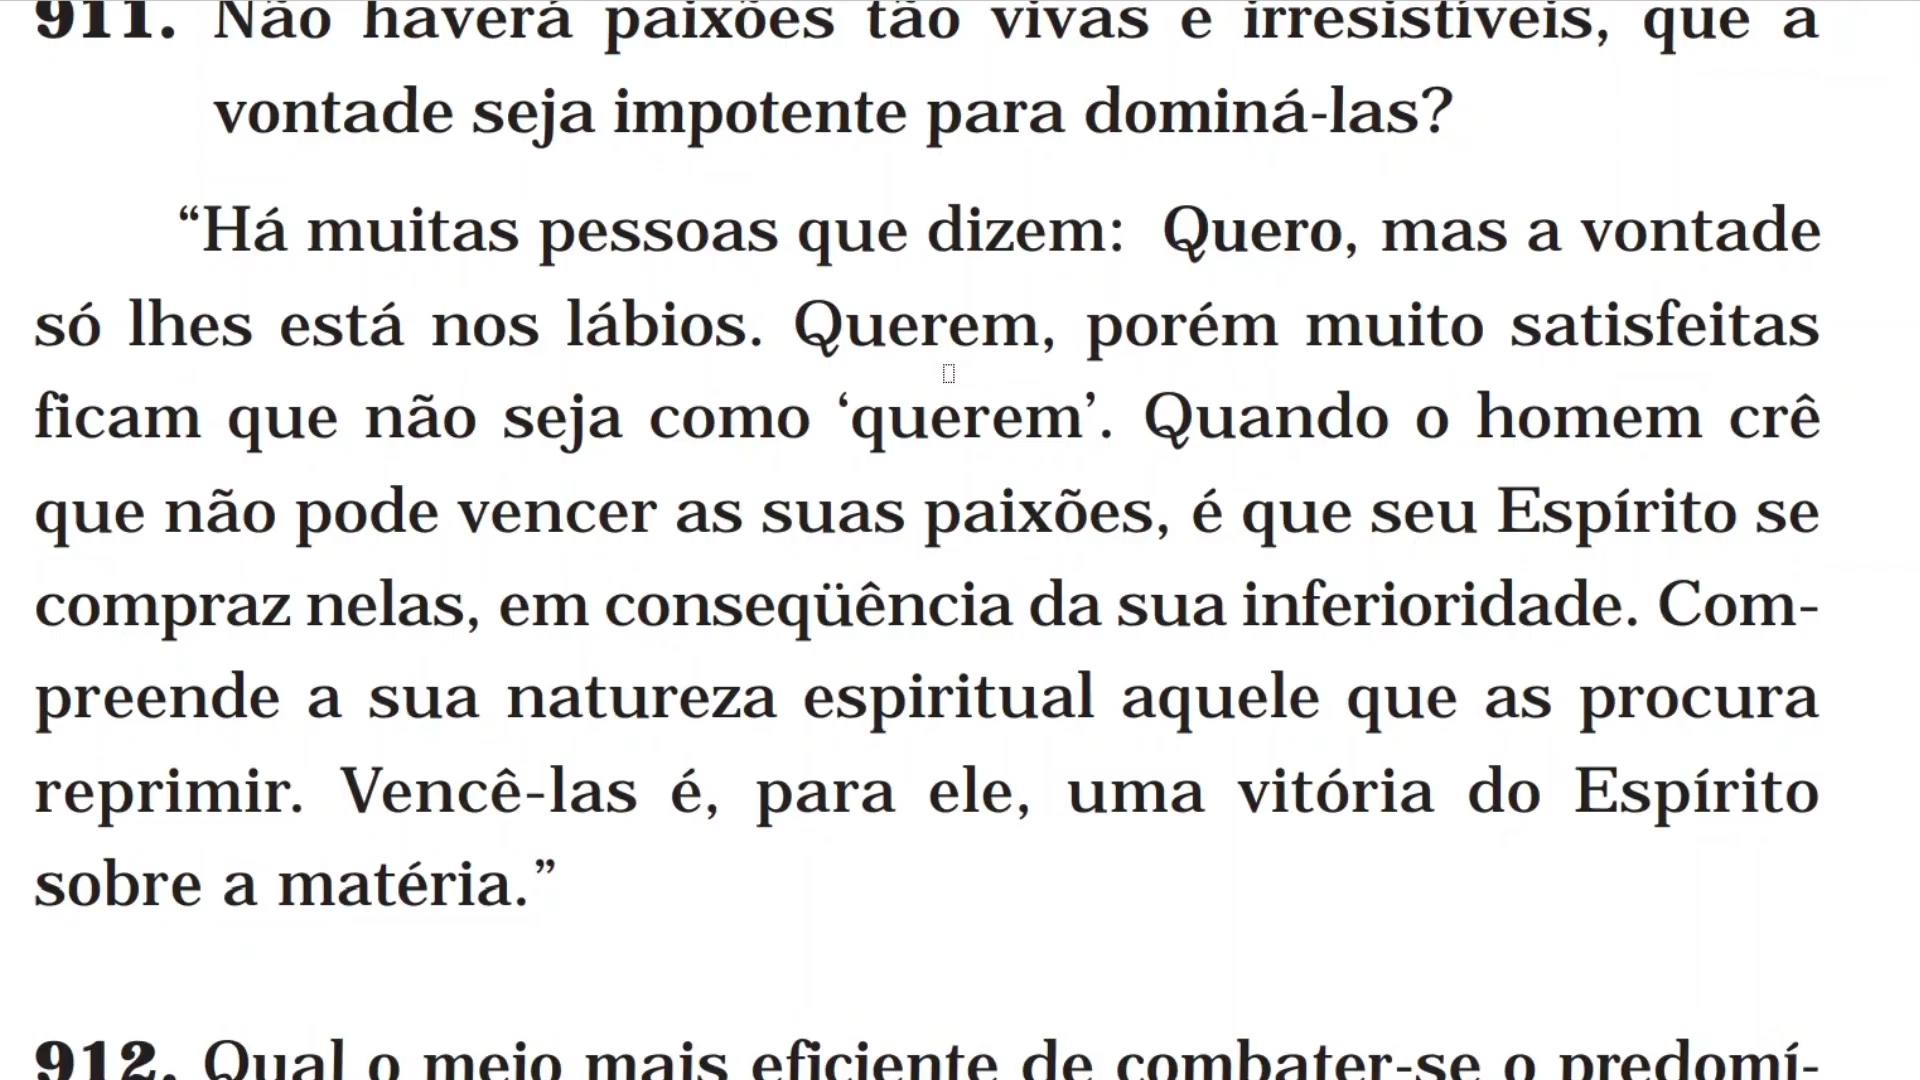 911. Não haverá paixões tão vivas e irresistíveis, que a
vontade seja impotente para dominá-las?
“Há muitas pessoas que dizem: Quero, mas a vontade
só lhes está nos lábios. Querem, porém muito satisfeitas
ficam que não seja como ‘querem’. Quando o homem crê
que não pode vencer as suas paixões, é que seu Espírito se
compraz nelas, em conseqüência da sua inferioridade. Com-
preende a sua natureza espiritual aquele que as procura
reprimir. Vencê-las é, para ele, uma vitória do Espírito
sobre a matéria.”
912. Qual o meio mais eficiente de combater-se o predomí-